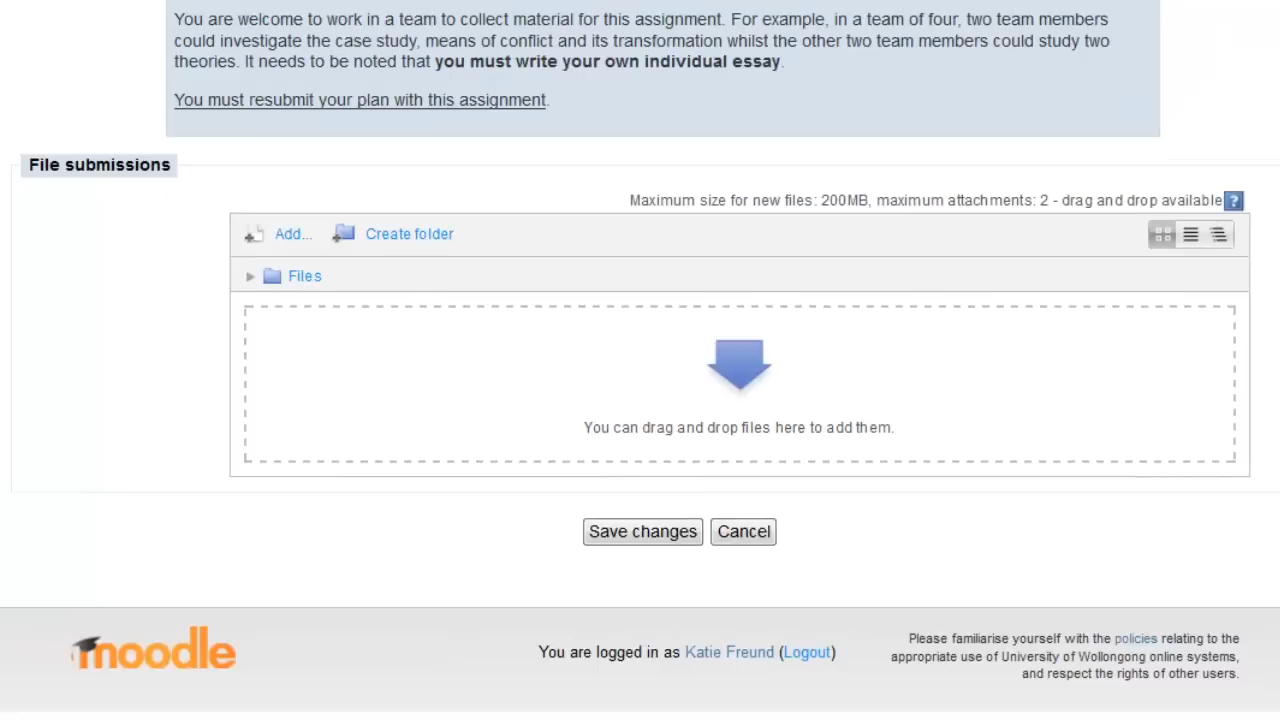 You are welcome to work in a team to collect material for this assignment. For example, in a team of four, two team members
could investigate the case study, means of conflict and its transformation whilst the other two team members could study two
theories. It needs to be noted that you must write your own individual essay.
You must resubmit your plan with this assignment.
File submissions
Maximum size for new files: 200MB, maximum attachments: 2 - drag and drop available ?
Add... Create folder
Files
You can drag and drop files here to add them.
Save changes Cancel
moodle
You are logged in as Katie Freund (Logout)
Please familiarise yourself with the policies relating to the
appropriate use of University of Wollongong online systems,
and respect the rights of other users.